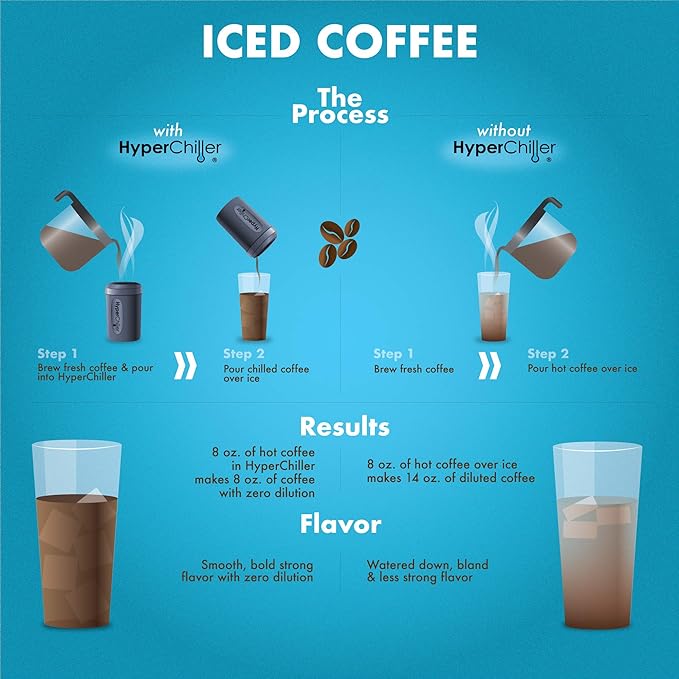 ICED COFFEE
The
Process
with
HyperChiller®
without
HyperChiller®
HyperChiller
HyperChiller
Step 1
Brew fresh coffee & pour
into HyperChiller
Step 2
Pour chilled coffee
over ice
Step 1
Brew fresh coffee
Step 2
Pour hot coffee over ice
Results
8 oz. of hot coffee
in HyperChiller
makes 8 oz. of coffee
with zero dilution
8 oz. of hot coffee over ice
makes 14 oz. of diluted coffee
Flavor
Smooth, bold strong
flavor with zero dilution
Watered down, bland
& less strong flavor